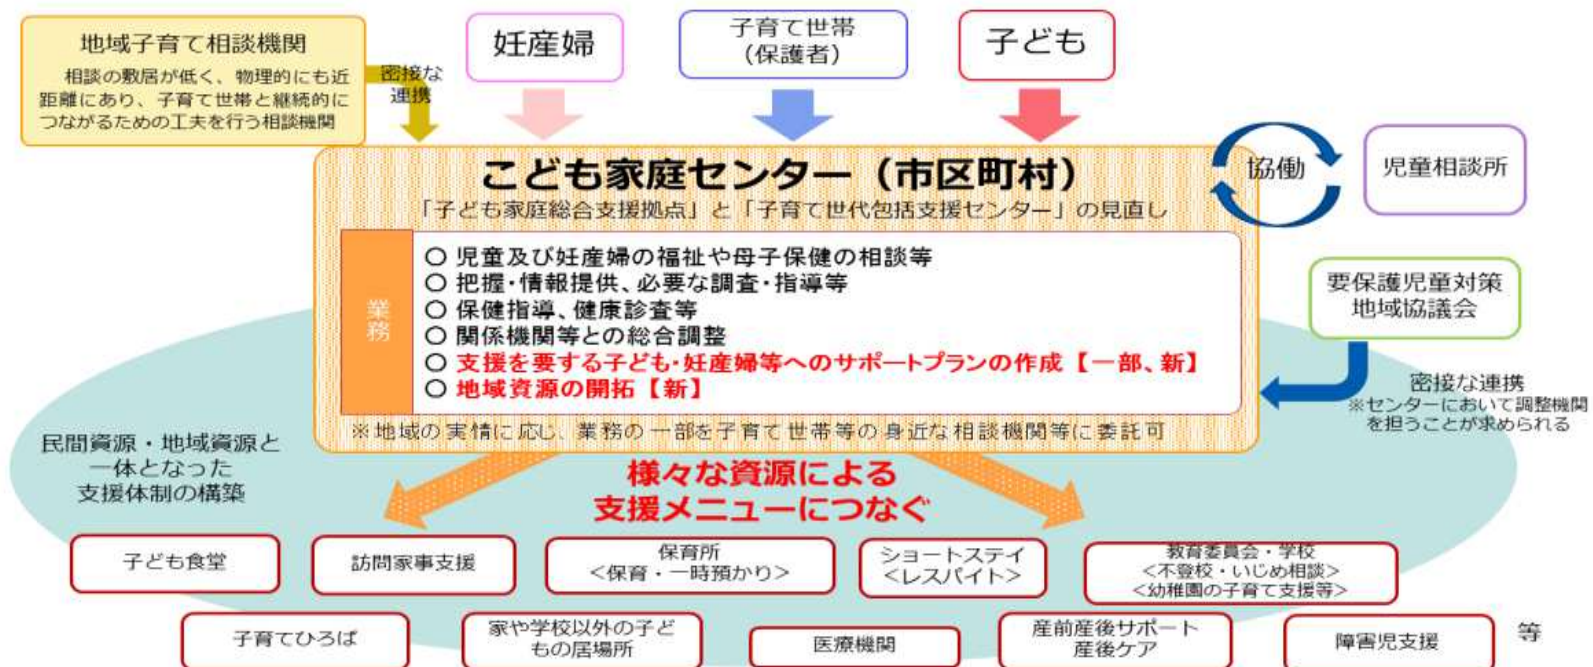 地域子育て相談機関
相談の敷居が低く、物理的にも近
距離にあり、子育て世帯と継続的に
つながるための工夫を行う相談機関
密接な
連携
妊産婦
子育て世帯
(保護者)
子ども
こども家庭センター（市区町村）
「子ども家庭総合支援拠点」と「子育て世代包括支援センター」の見直し
協働
児童相談所
業務
○ 児童及び妊産婦の福祉や母子保健の相談等
○ 把握・情報提供、必要な調査・指導等
○ 保健指導、健康診査等
○ 関係機関等との総合調整
○ 支援を要する子ども・妊産婦等へのサポートプランの作成【一部、新】
○ 地域資源の開拓【新】
※地域の実情に応じ、業務の一部を子育て世帯等の身近な相談機関等に委託可
要保護児童対策
地域協議会
密接な連携
※センターにおいて調整機関
を担うことが求められる
民間資源・地域資源と
一体となった
支援体制の構築
様々な資源による
支援メニューにつなぐ
子ども食堂
訪問家事支援
保育所
<保育・一時預かり>
ショートステイ
<レスパイト>
教育委員会・学校
<不登校・いじめ相談>
<幼稚園の子育て支援等>
子育てひろば
家や学校以外の子ど
もの居場所
医療機関
産前産後サポート
産後ケア
障害児支援
等